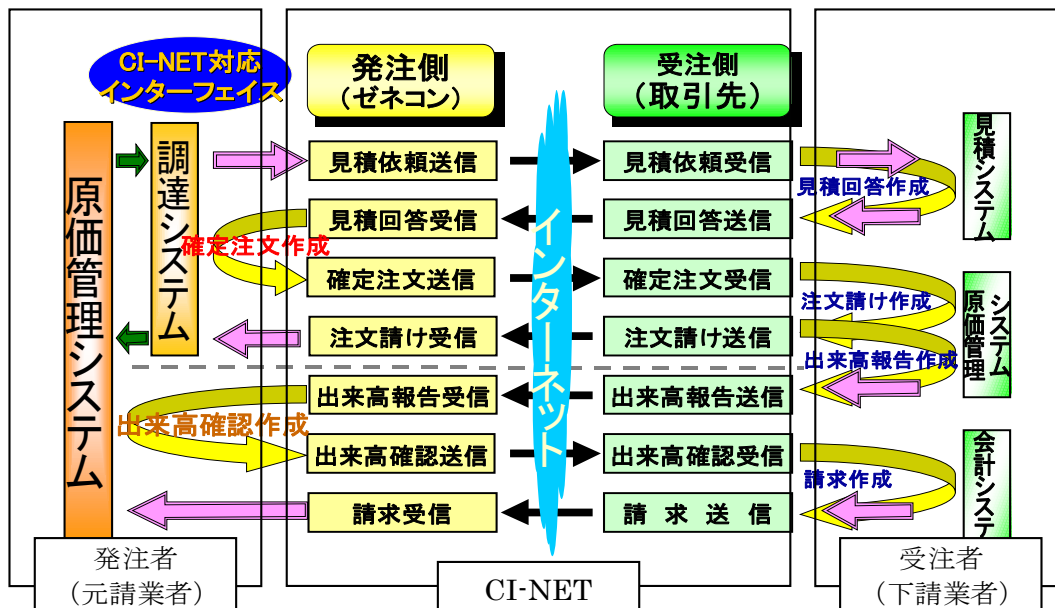 CI-NET対応
インターフェイス
発注側
（ゼネコン）
受注側
（取引先）
原価管理システム
調達システム
見積依頼送信
見積依頼受信
見積回答作成
見積システム
見積回答受信
見積回答送信
確定注文作成
確定注文送信
確定注文受信
注文請け作成
原価管理
システム
注文請け受信
注文請け送信
出来高報告作成
出来高報告受信
出来高報告送信
出来高確認作成
出来高確認送信
出来高確認受信
請求作成
会計システ
請求受信
請 求 送 信
インターネット
発注者
（元請業者）
CI-NET
受注者
（下請業者）